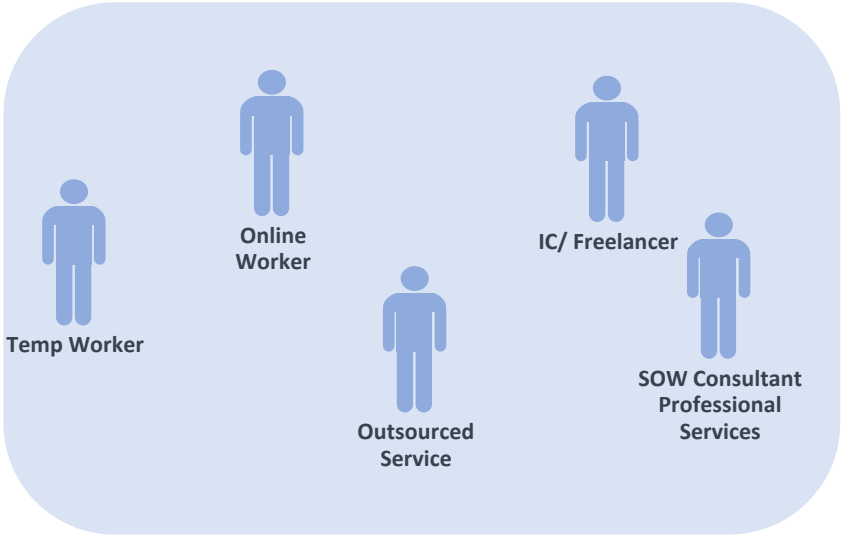 Online
Worker
IC/ Freelancer
Temp Worker
SOW Consultant
Professional
Services
Outsourced
Service